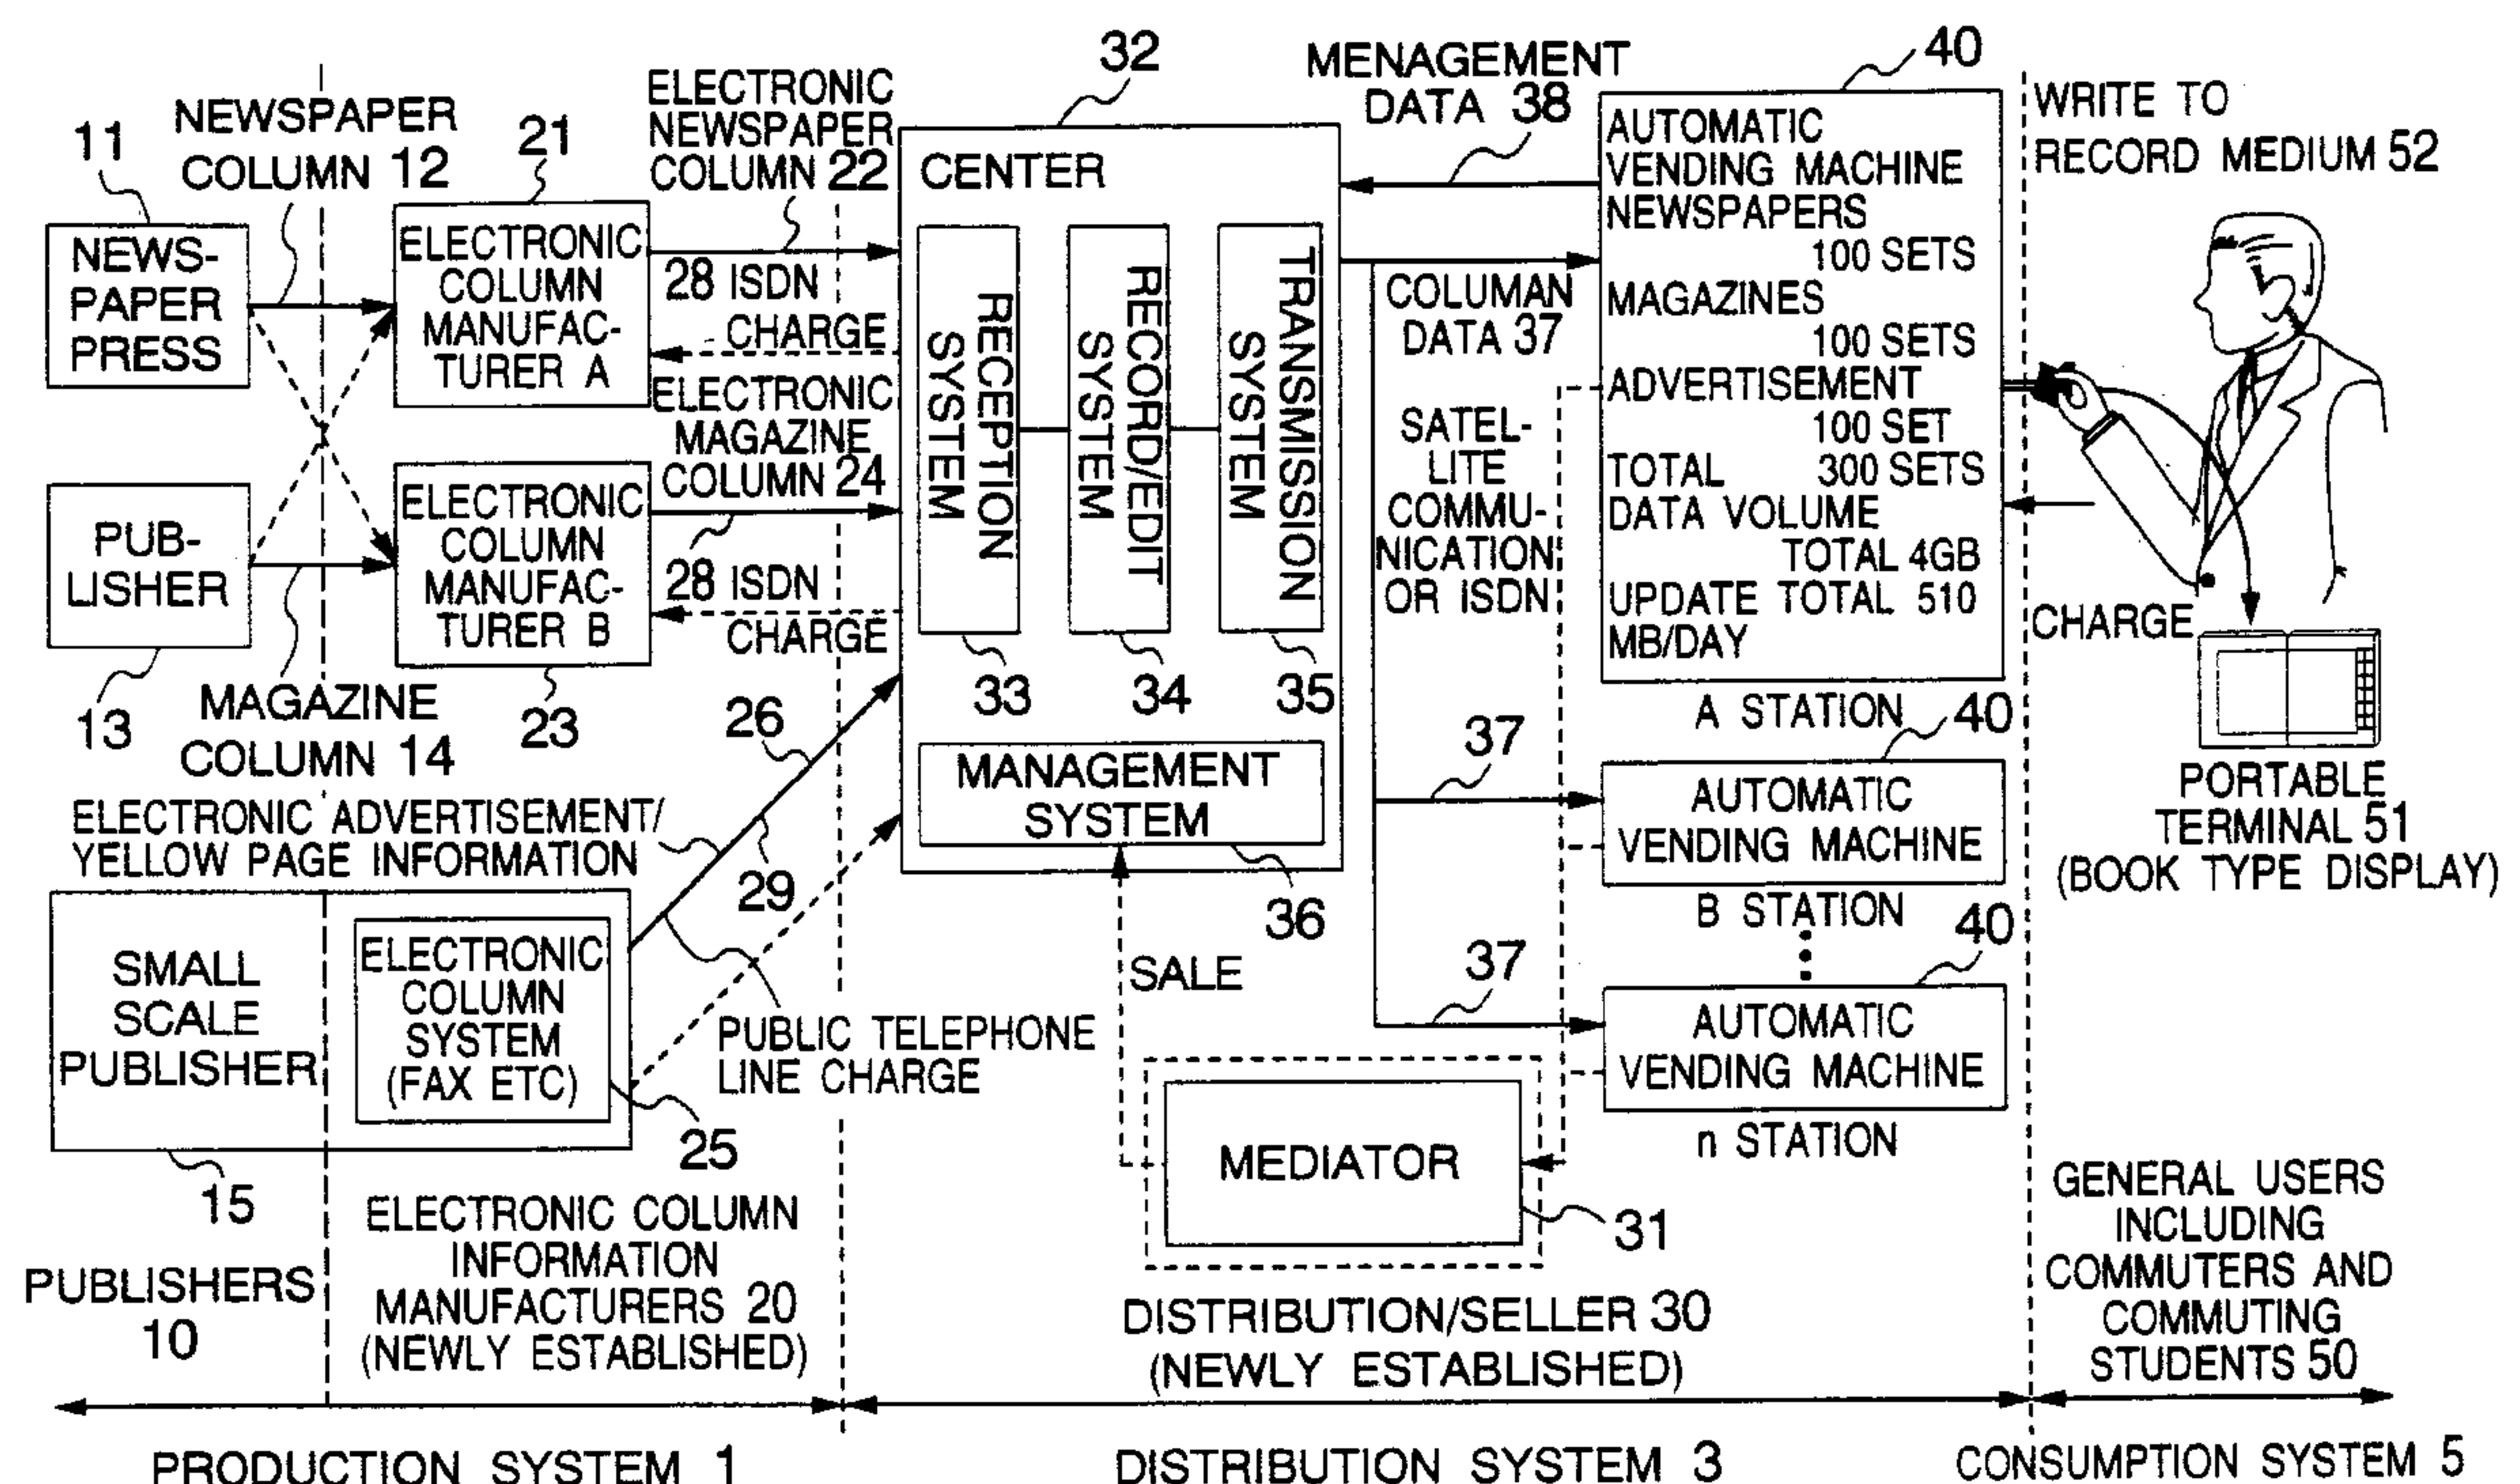 11
NEWSPAPER
COLUMN 12
21
ELECTRONIC
NEWSPAPER
COLUMN 22
NEWS-
PAPER
PRESS
ELECTRONIC
COLUMN
MANUFAC-
TURER A
28 ISDN
CHARGE
ELECTRONIC
MAGAZINE
COLUMN 24
PUB-
LISHER
ELECTRONIC
COLUMN
MANUFAC-
TURER B
28 ISDN
CHARGE
13
MAGAZINE
COLUMN 14
23
26
ELECTRONIC ADVERTISEMENT/
YELLOW PAGE INFORMATION
29
SMALL
SCALE
PUBLISHER
ELECTRONIC
COLUMN
SYSTEM
(FAX ETC)
PUBLIC TELEPHONE
LINE CHARGE
25
15
32
CENTER
RECEPTION
SYSTEM
RECORD/EDIT
SYSTEM
TRANSMISSION
SYSTEM
33
34
35
MANAGEMENT
SYSTEM
36
SALE
MEDIATOR
31
MENAGEMENT
DATA 38
COLUMAN
DATA 37
SATEL-
LITE
COMMU-
NICATION
OR ISDN
37
37
40
AUTOMATIC
VENDING MACHINE
NEWSPAPERS
100 SETS
MAGAZINES
100 SETS
ADVERTISEMENT
100 SET
TOTAL 300 SETS
DATA VOLUME
TOTAL 4GB
UPDATE TOTAL 510
MB/DAY
A STATION
40
AUTOMATIC
VENDING MACHINE
B STATION
40
AUTOMATIC
VENDING MACHINE
n STATION
WRITE TO
RECORD MEDIUM 52
CHARGE
PORTABLE
TERMINAL 51
(BOOK TYPE DISPLAY)
PUBLISHERS
10
ELECTRONIC COLUMN
INFORMATION
MANUFACTURERS 20
(NEWLY ESTABLISHED)
DISTRIBUTION/SELLER 30
(NEWLY ESTABLISHED)
GENERAL USERS
INCLUDING
COMMUTERS AND
COMMUTING
STUDENTS 50
PRODUCTION SYSTEM 1
DISTRIBUTION SYSTEM 3
CONSUMPTION SYSTEM 5